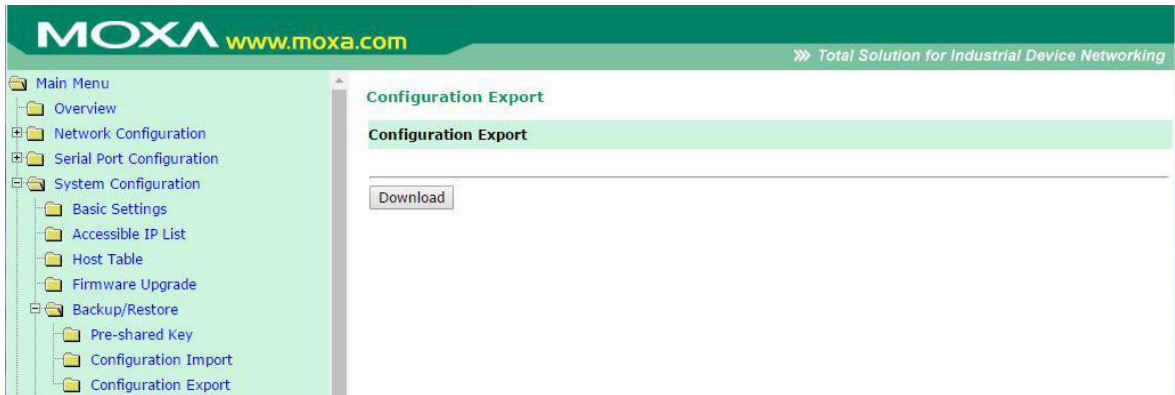 MOXA www.moxa.com
Total Solution for Industrial Device Networking
Main Menu
Overview
Network Configuration
Serial Port Configuration
System Configuration
Basic Settings
Accessible IP List
Host Table
Firmware Upgrade
Backup/Restore
Pre-shared Key
Configuration Import
Configuration Export
Configuration Export
Configuration Export
Download